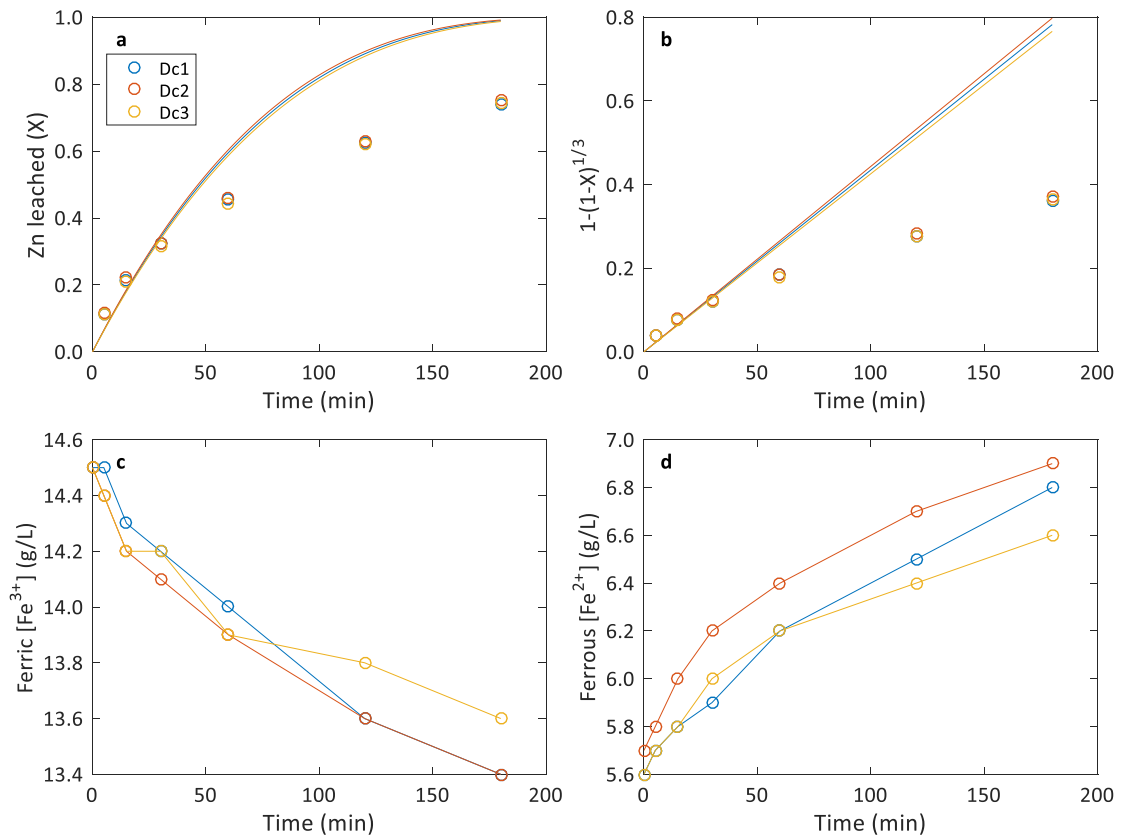 a
Zn leached (X)
1.0
0.8
0.6
0.4
0.2
0.0
Dc1
Dc2
Dc3
0 50 100 150 200
Time (min)
b
1-(1-X)^1/3
0.8
0.6
0.4
0.2
0.0
0 50 100 150 200
Time (min)
c
Ferric [Fe³⁺] (g/L)
14.6
14.4
14.2
14.0
13.8
13.6
13.4
0 50 100 150 200
Time (min)
d
Ferrous [Fe²⁺] (g/L)
7.0
6.8
6.6
6.4
6.2
6.0
5.8
5.6
0 50 100 150 200
Time (min)